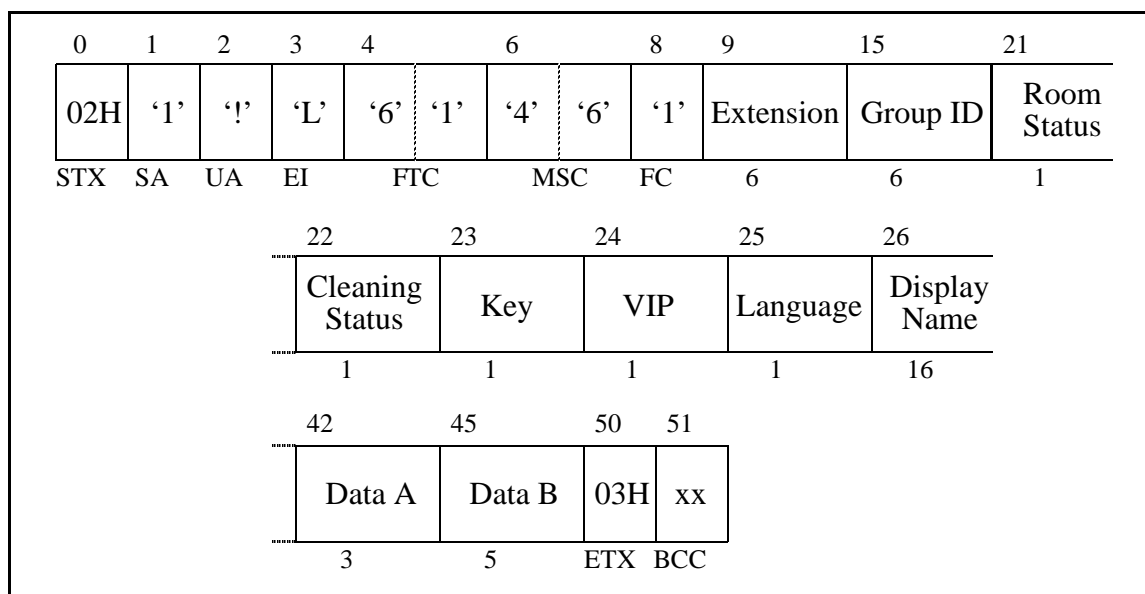 0 1 2 3 4 6 8 9 15 21
02H ‘1’ ‘!’ ‘L’ ‘6’ ‘1’ ‘4’ ‘6’ ‘1’ Extension Group ID Room Status
STX SA UA EI FTC MSC FC 6 6 1
22 23 24 25 26
Cleaning Status Key VIP Language Display Name
1 1 1 1 16
42 45 50 51
Data A Data B 03H xx
3 5 ETX BCC